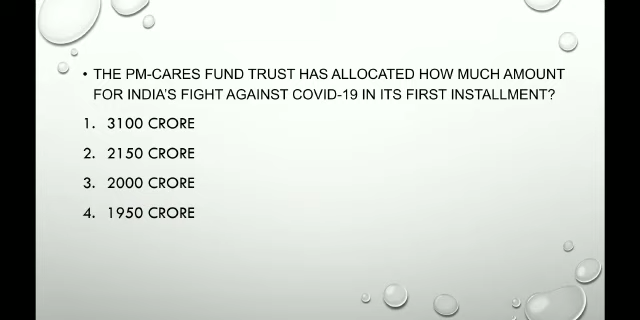 • THE PM-CARES FUND TRUST HAS ALLOCATED HOW MUCH AMOUNT
FOR INDIA'S FIGHT AGAINST COVID-19 IN ITS FIRST INSTALLMENT?
1. 3100 CRORE
2. 2150 CRORE
3. 2000 CRORE
4. 1950 CRORE